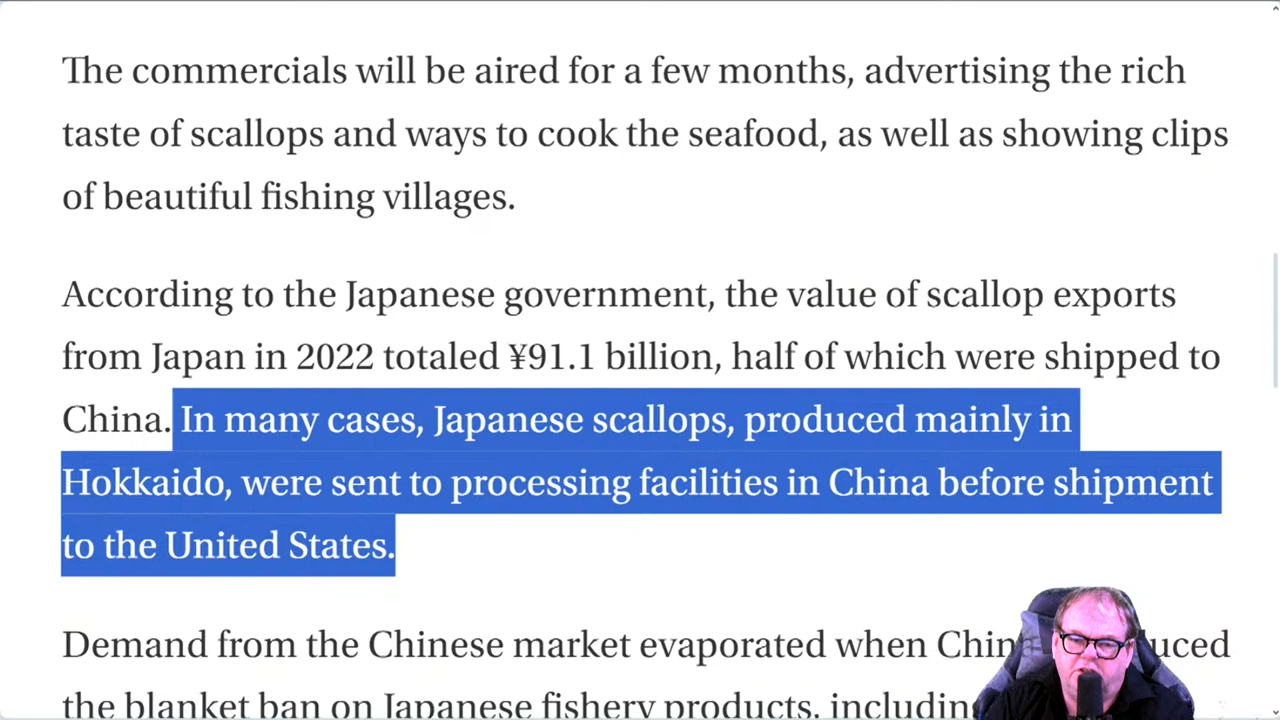 The commercials will be aired for a few months, advertising the rich
taste of scallops and ways to cook the seafood, as well as showing clips
of beautiful fishing villages.
According to the Japanese government, the value of scallop exports
from Japan in 2022 totaled ¥91.1 billion, half of which were shipped to
China. In many cases, Japanese scallops, produced mainly in
Hokkaido, were sent to processing facilities in China before shipment
to the United States.
Demand from the Chinese market evaporated when China
the blanket ban on Japanese fishery products, including